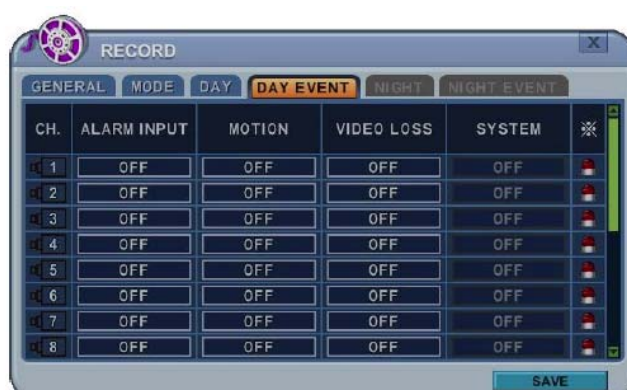 RECORD X
GENERAL MODE DAY DAY EVENT NIGHT NIGHT EVENT
CH. ALARM INPUT MOTION VIDEO LOSS SYSTEM ※
1 OFF OFF OFF OFF
2 OFF OFF OFF OFF
3 OFF OFF OFF OFF
4 OFF OFF OFF OFF
5 OFF OFF OFF OFF
6 OFF OFF OFF OFF
7 OFF OFF OFF OFF
8 OFF OFF OFF OFF
SAVE